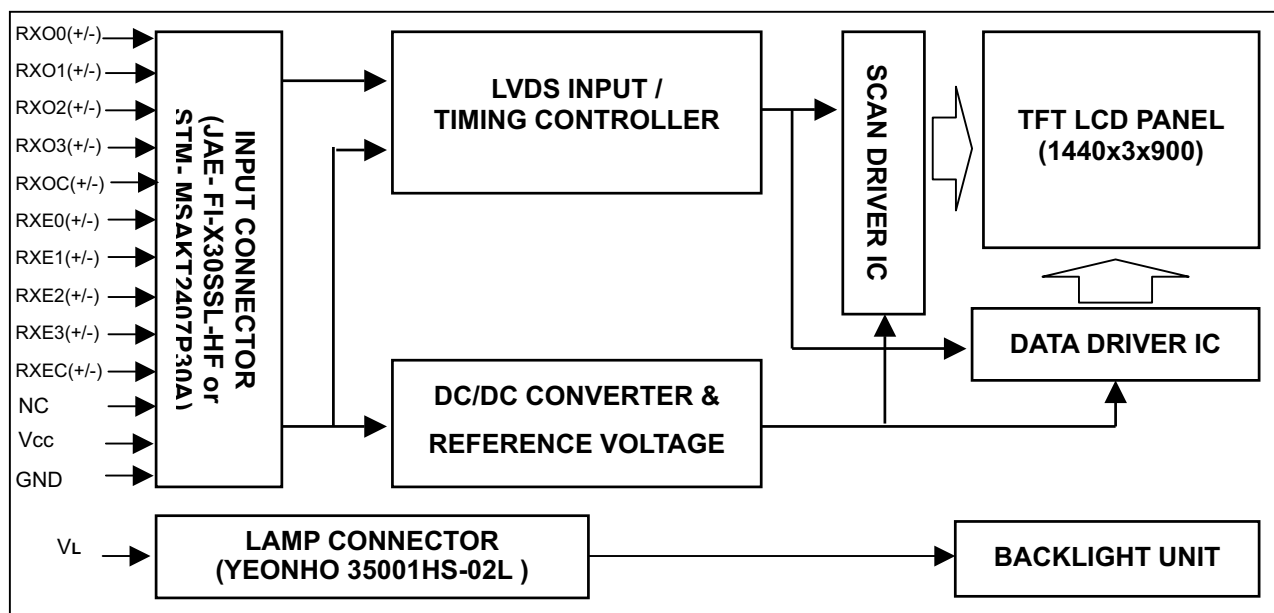 RXO0(+/-)
RXO1(+/-)
RXO2(+/-)
RXO3(+/-)
RXOC(+/-)
RXE0(+/-)
RXE1(+/-)
RXE2(+/-)
RXE3(+/-)
RXEC(+/-)
NC
Vcc
GND
VL
INPUT CONNECTOR
(JAE- FI-X30SSL-HF or
STM- MSAKT2407P30A)
LVDS INPUT /
TIMING CONTROLLER
SCAN DRIVER IC
TFT LCD PANEL
(1440x3x900)
DATA DRIVER IC
DC/DC CONVERTER &
REFERENCE VOLTAGE
LAMP CONNECTOR
(YEONHO 35001HS-02L )
BACKLIGHT UNIT